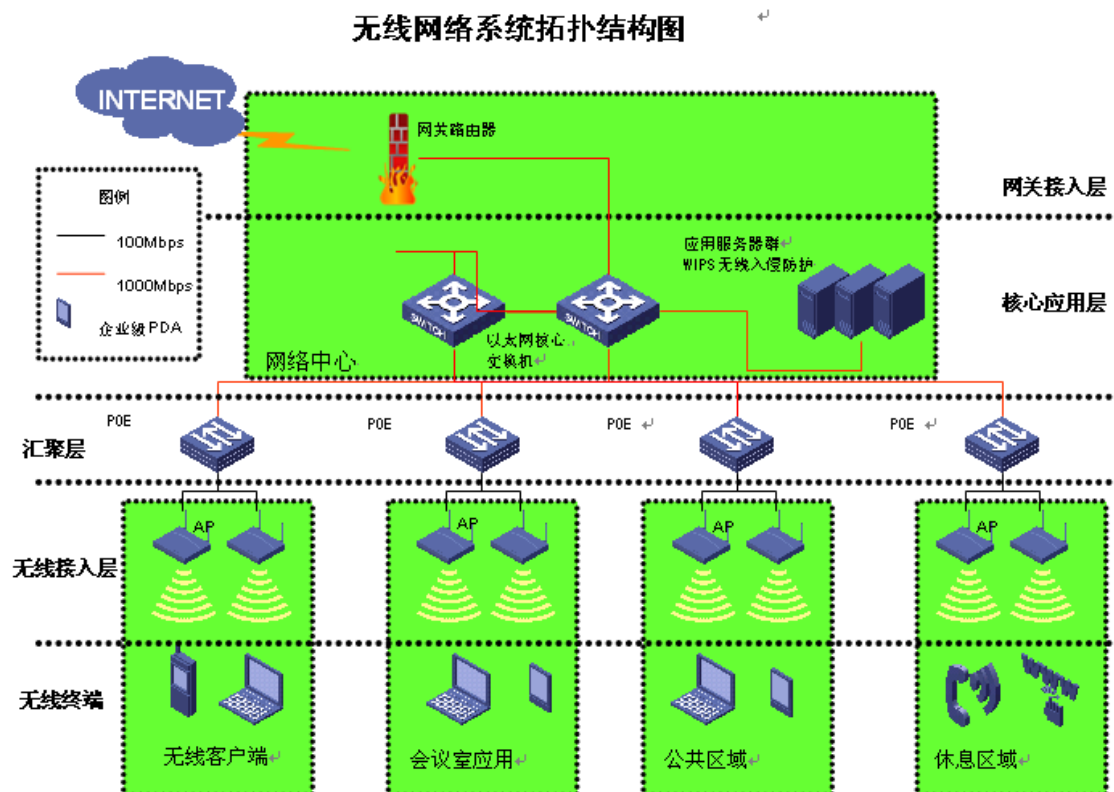 无线网络系统拓扑结构图
INTERNET
网关路由器
网关接入层
图例
100Mbps
1000Mbps
企业级PDA
应用服务器群
WIPS无线入侵防护
SWITCH
SWITCH
以太网核心
交换机
核心应用层
网络中心
POE
POE
POE
POE
汇聚层
AP
AP
AP
AP
无线接入层
无线终端
WWW
无线客户端
会议室应用
公共区域
休息区域